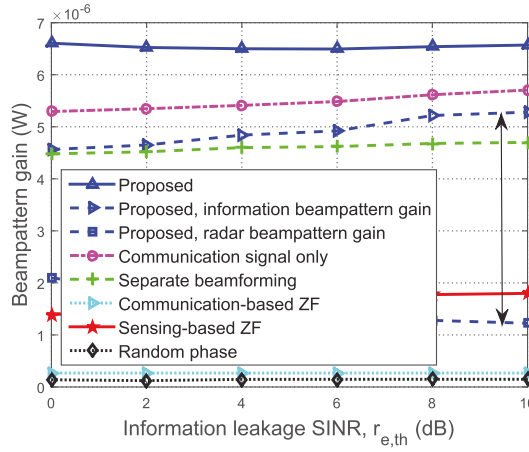 ×10⁻⁶
7
6
5
4
3
2
1
0
Beampattern gain (W)
Proposed
Proposed, information beampattern gain
Proposed, radar beampattern gain
Communication signal only
Separate beamforming
Communication-based ZF
Sensing-based ZF
Random phase
0 2 4 6 8 10
Information leakage SINR, r_{e,th} (dB)